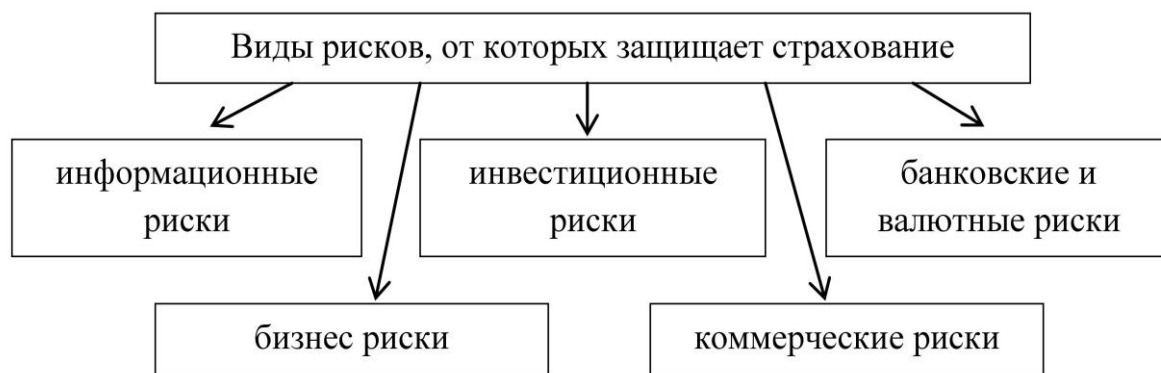 Виды рисков, от которых защищает страхование
информационные
риски
инвестиционные
риски
банковские и
валютные риски
бизнес риски
коммерческие риски